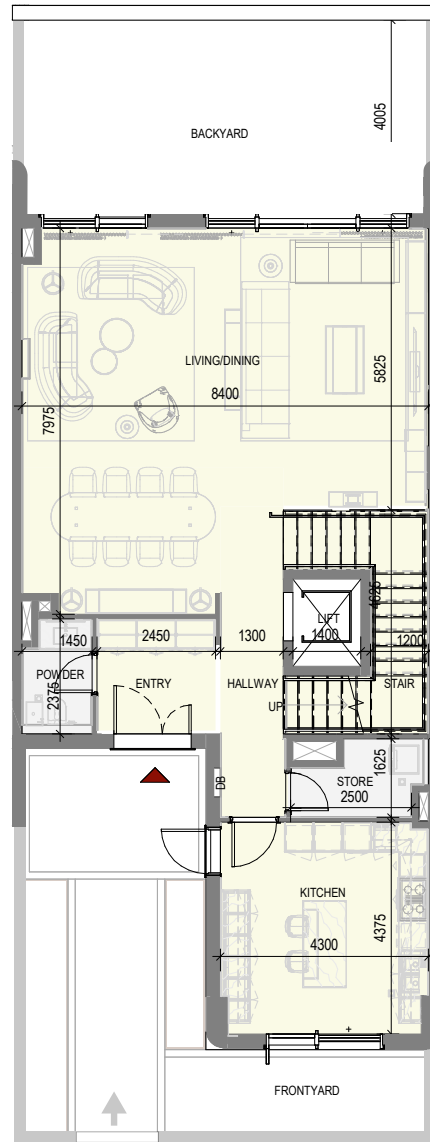 4005
BACKYARD
LIVING/DINING
8400
7975
5825
4625
LIFT
1450
2450
1300
1400
1200
POWDER
2375
ENTRY
HALLWAY
STAIR
UP
1625
DB
STORE
2500
KITCHEN
4300
4375
FRONTYARD